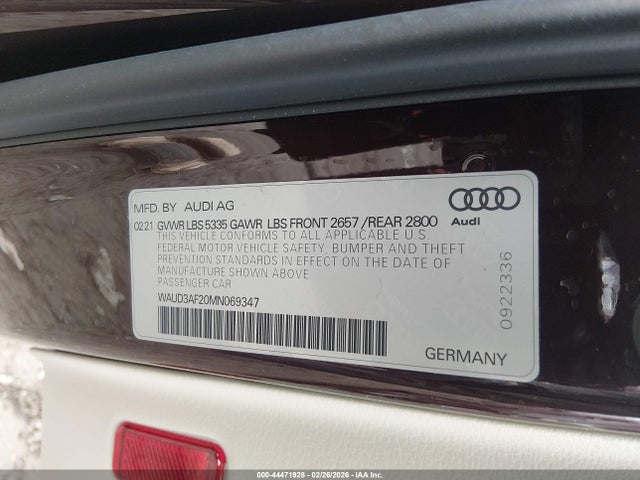 MFD. BY AUDI AG
Audi
02.21 GVWR LBS 5335 GAWR LBS FRONT 2657 /REAR 2800
THIS VEHICLE CONFORMS TO ALL APPLICABLE U.S
FEDERAL MOTOR VEHICLE SAFETY, BUMPER AND THEFT
PREVENTION STANDARDS IN EFFECT ON THE DATE OF
MANUFACTURE SHOWN ABOVE
PASSENGER CAR
WAUD3AF20MN069347
0922336
GERMANY
000-44471928 - 02/26/2026 - IAAI.CA